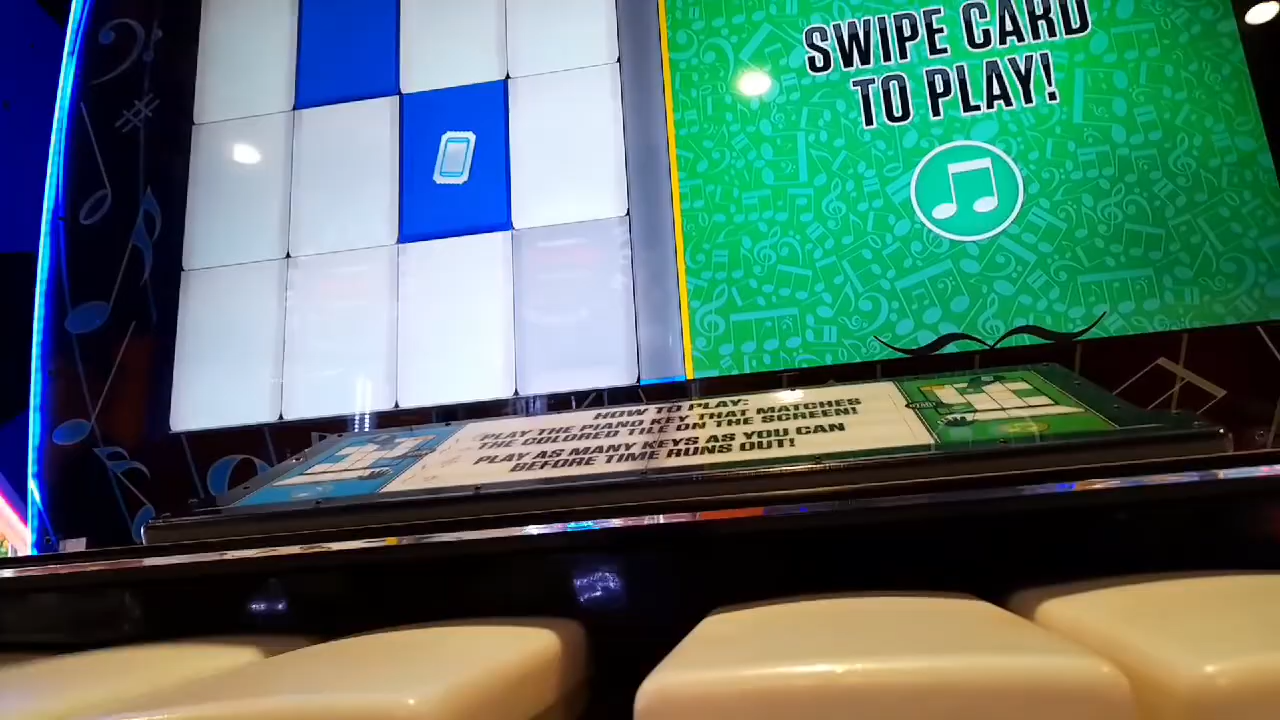 SWIPE CARD
TO PLAY!
HOW TO PLAY:
PLAY THE PIANO KEY THAT MATCHES
THE COLORED TILE ON THE SCREEN!
PLAY AS MANY KEYS AS YOU CAN
BEFORE TIME RUNS OUT!